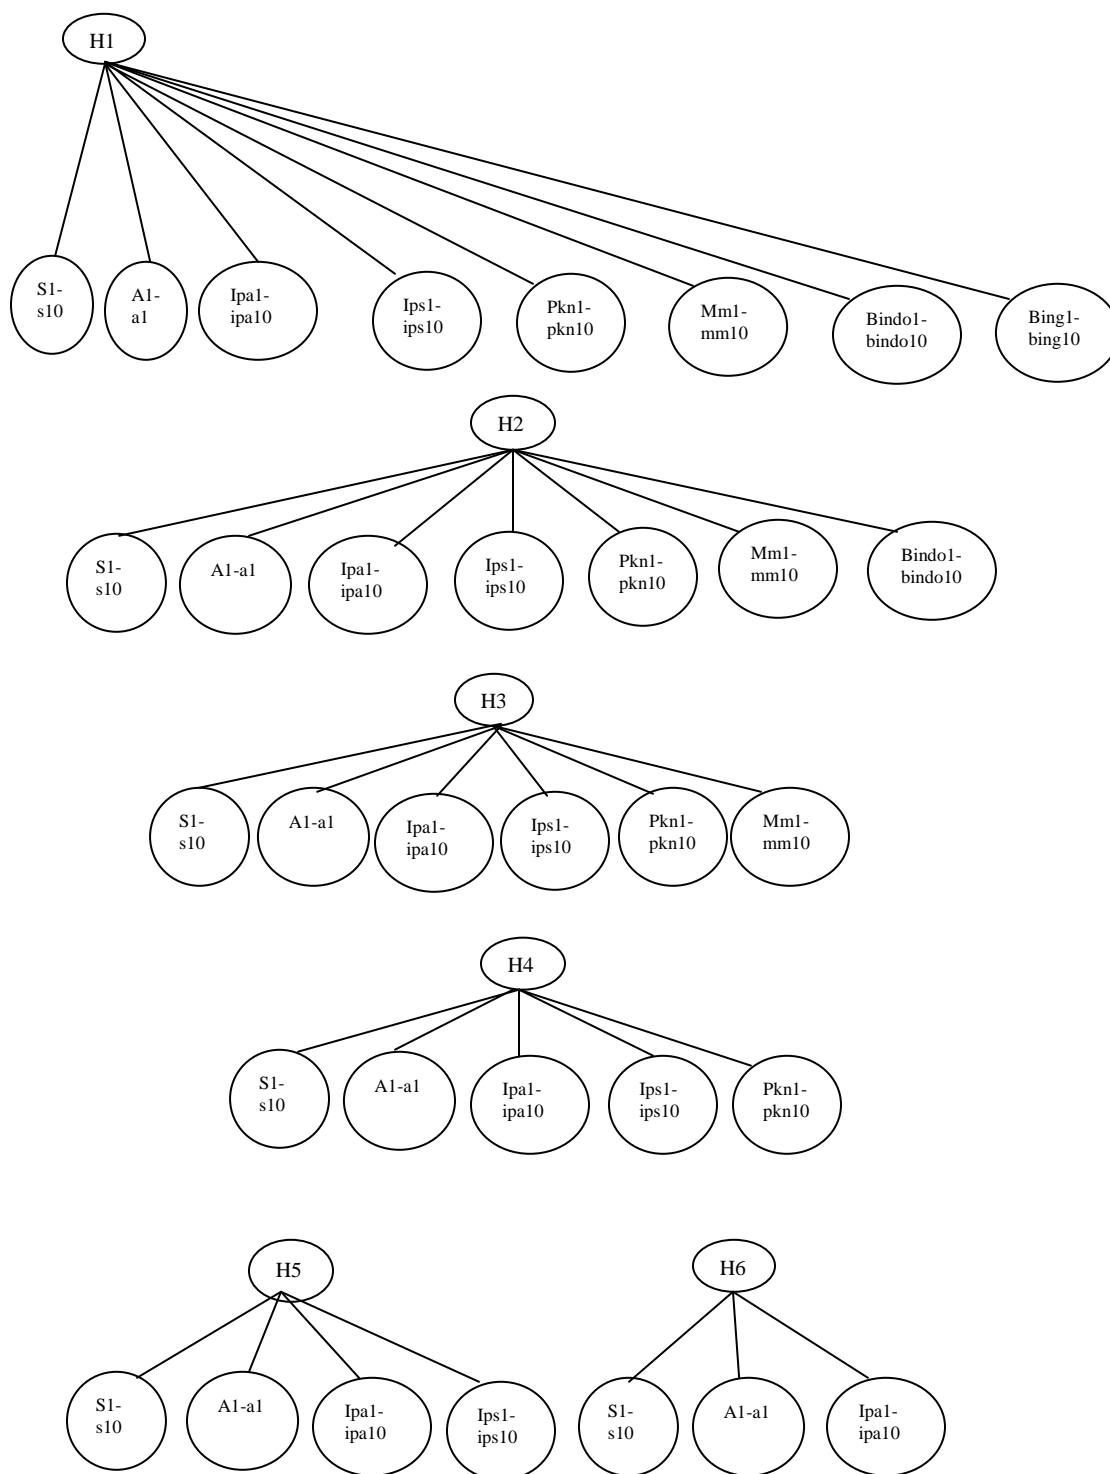 H1
S1-
s10
A1-
a1
Ipa1-
ipa10
Ips1-
ips10
Pkn1-
pkn10
Mm1-
mm10
Bindo1-
bindo10
Bing1-
bing10
H2
S1-
s10
A1-a1
Ipa1-
ipa10
Ips1-
ips10
Pkn1-
pkn10
Mm1-
mm10
Bindo1-
bindo10
H3
S1-
s10
A1-a1
Ipa1-
ipa10
Ips1-
ips10
Pkn1-
pkn10
Mm1-
mm10
H4
S1-
s10
A1-a1
Ipa1-
ipa10
Ips1-
ips10
Pkn1-
pkn10
H5
S1-
s10
A1-a1
Ipa1-
ipa10
Ips1-
ips10
H6
S1-
s10
A1-a1
Ipa1-
ipa10